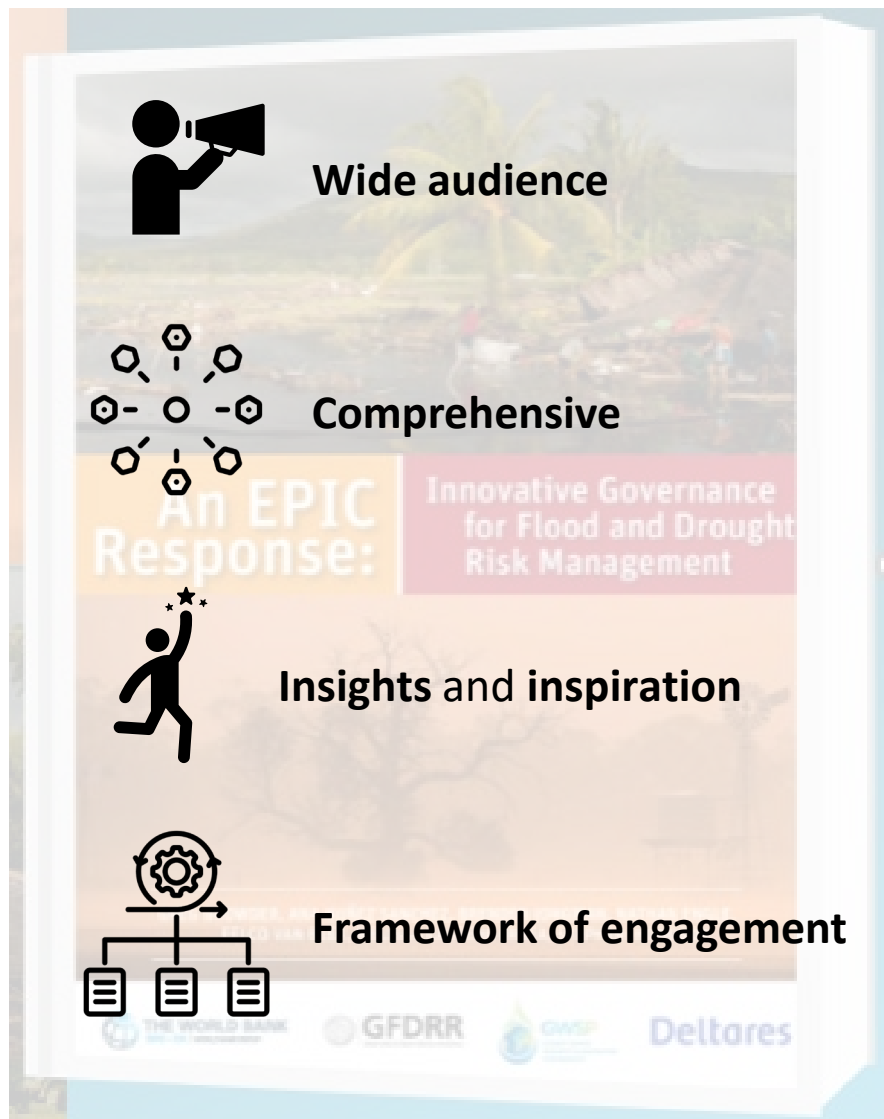 Wide audience
Comprehensive
An EPIC
Response:
Innovative Governance
for Flood and Drought
Risk Management
Insights and inspiration
Framework of engagement
THE WORLD BANK
GFDRR
GWSP
Deltares